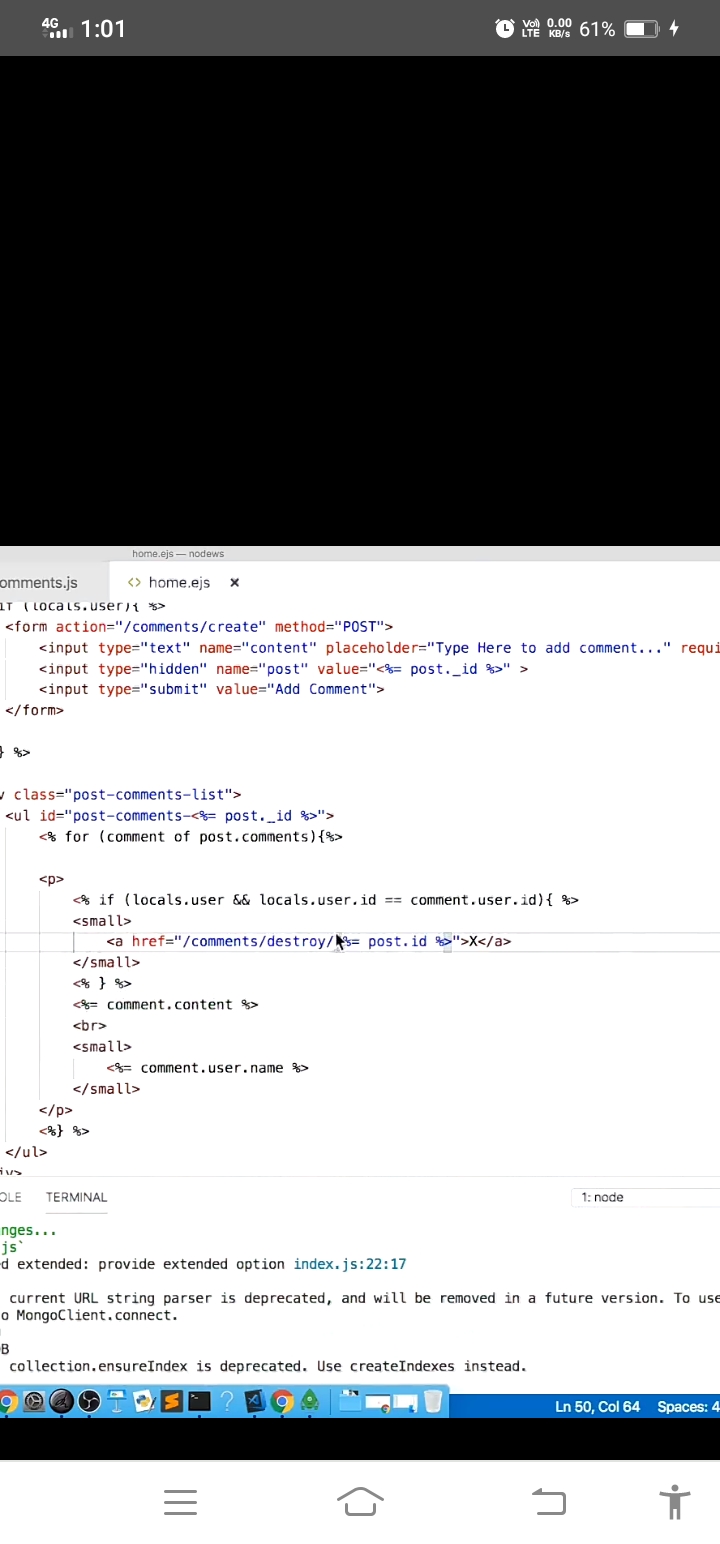 4G 1:01 Vo) LTE 0.00 KB/s 61%
home.ejs — nodews
omments.js <> home.ejs ×
if (locals.user){ %>
<form action="/comments/create" method="POST">
<input type="text" name="content" placeholder="Type Here to add comment..." requi
<input type="hidden" name="post" value="<%= post._id %>" >
<input type="submit" value="Add Comment">
</form>
} %>
v class="post-comments-list">
<ul id="post-comments-<%= post._id %>">
<% for (comment of post.comments){%>
<p>
<% if (locals.user && locals.user.id == comment.user.id){ %>
<small>
<a href="/comments/destroy/<%= post.id %>">X</a>
</small>
<% } %>
<%= comment.content %>
<br>
<small>
<%= comment.user.name %>
</small>
</p>
<%} %>
</ul>
iv>
OLE TERMINAL 1: node
nges...
js`
d extended: provide extended option index.js:22:17
current URL string parser is deprecated, and will be removed in a future version. To use
o MongoClient.connect.
B
collection.ensureIndex is deprecated. Use createIndexes instead.
Ln 50, Col 64 Spaces: 4